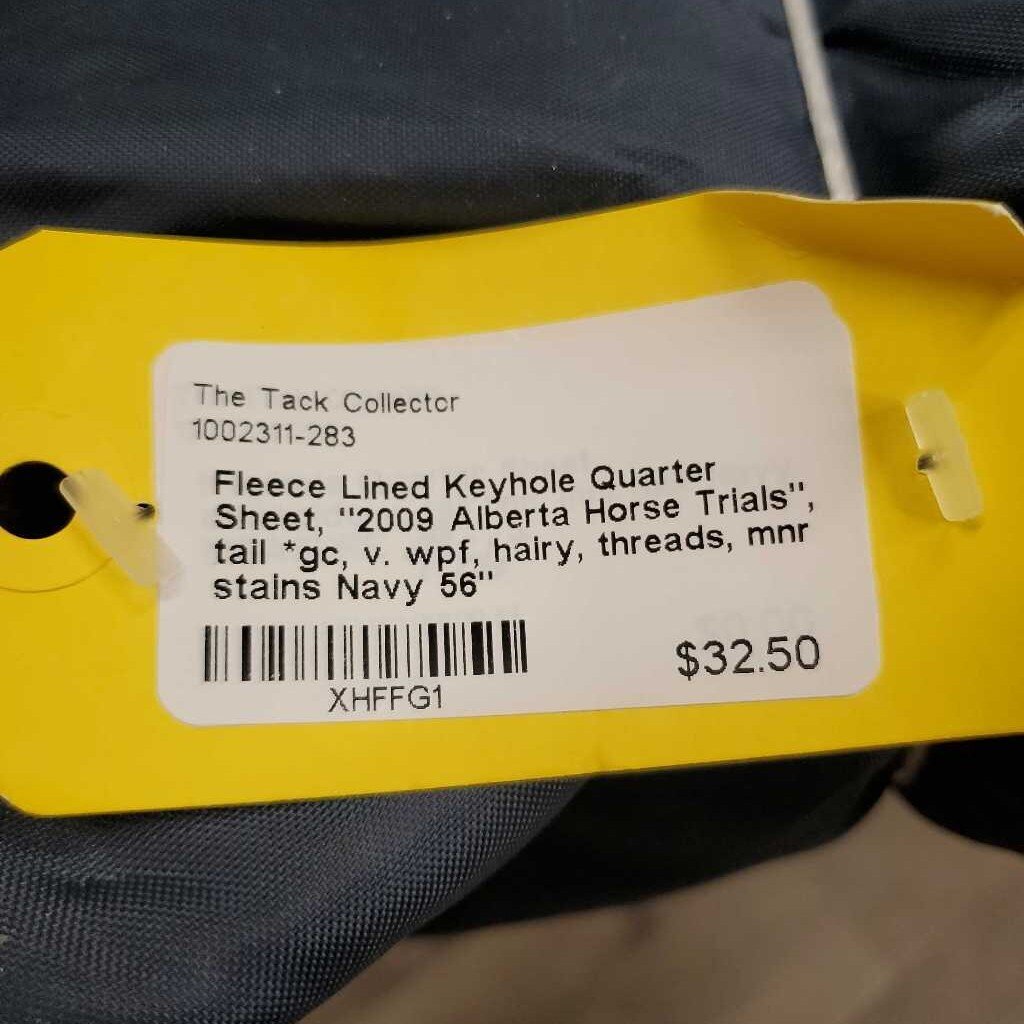 The Tack Collector
1002311-283
Fleece Lined Keyhole Quarter
Sheet, "2009 Alberta Horse Trials",
tail *gc, v. wpf, hairy, threads, mnr
stains Navy 56"
$32.50
XHFFG1